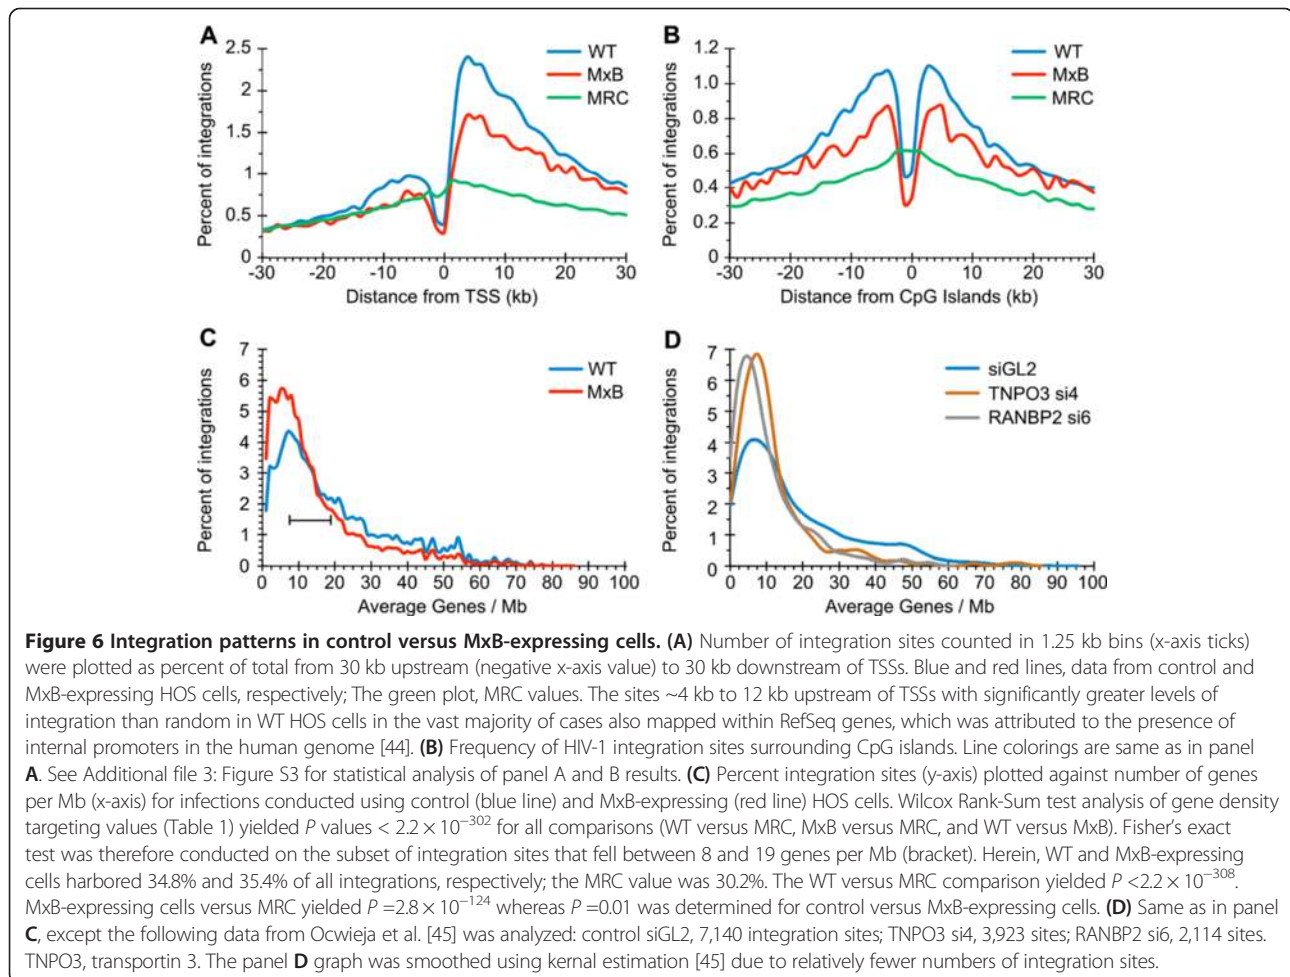 A
2.5
2
1.5
1
0.5
0
Percent of integrations
WT
MxB
MRC
-30 -20 -10 0 10 20 30
Distance from TSS (kb)
B
1.2
1.0
0.8
0.6
0.4
0.2
0
Percent of integrations
WT
MxB
MRC
-30 -20 -10 0 10 20 30
Distance from CpG Islands (kb)
C
7
6
5
4
3
2
1
0
Percent of integrations
WT
MxB
0 10 20 30 40 50 60 70 80 90 100
Average Genes / Mb
D
7
6
5
4
3
2
1
0
Percent of integrations
siGL2
TNPO3 si4
RANBP2 si6
0 10 20 30 40 50 60 70 80 90 100
Average Genes / Mb
Figure 6 Integration patterns in control versus MxB-expressing cells. (A) Number of integration sites counted in 1.25 kb bins (x-axis ticks)
were plotted as percent of total from 30 kb upstream (negative x-axis value) to 30 kb downstream of TSSs. Blue and red lines, data from control and
MxB-expressing HOS cells, respectively; The green plot, MRC values. The sites ~4 kb to 12 kb upstream of TSSs with significantly greater levels of
integration than random in WT HOS cells in the vast majority of cases also mapped within RefSeq genes, which was attributed to the presence of
internal promoters in the human genome [44]. (B) Frequency of HIV-1 integration sites surrounding CpG islands. Line colorings are same as in panel
A. See Additional file 3: Figure S3 for statistical analysis of panel A and B results. (C) Percent integration sites (y-axis) plotted against number of genes
per Mb (x-axis) for infections conducted using control (blue line) and MxB-expressing (red line) HOS cells. Wilcox Rank-Sum test analysis of gene density
targeting values (Table 1) yielded P values < 2.2 × 10⁻³⁰² for all comparisons (WT versus MRC, MxB versus MRC, and WT versus MxB). Fisher's exact
test was therefore conducted on the subset of integration sites that fell between 8 and 19 genes per Mb (bracket). Herein, WT and MxB-expressing
cells harbored 34.8% and 35.4% of all integrations, respectively; the MRC value was 30.2%. The WT versus MRC comparison yielded P <2.2 × 10⁻³⁰⁸.
MxB-expressing cells versus MRC yielded P =2.8 × 10⁻¹²⁴ whereas P =0.01 was determined for control versus MxB-expressing cells. (D) Same as in panel
C, except the following data from Ocwieja et al. [45] was analyzed: control siGL2, 7,140 integration sites; TNPO3 si4, 3,923 sites; RANBP2 si6, 2,114 sites.
TNPO3, transportin 3. The panel D graph was smoothed using kernal estimation [45] due to relatively fewer numbers of integration sites.